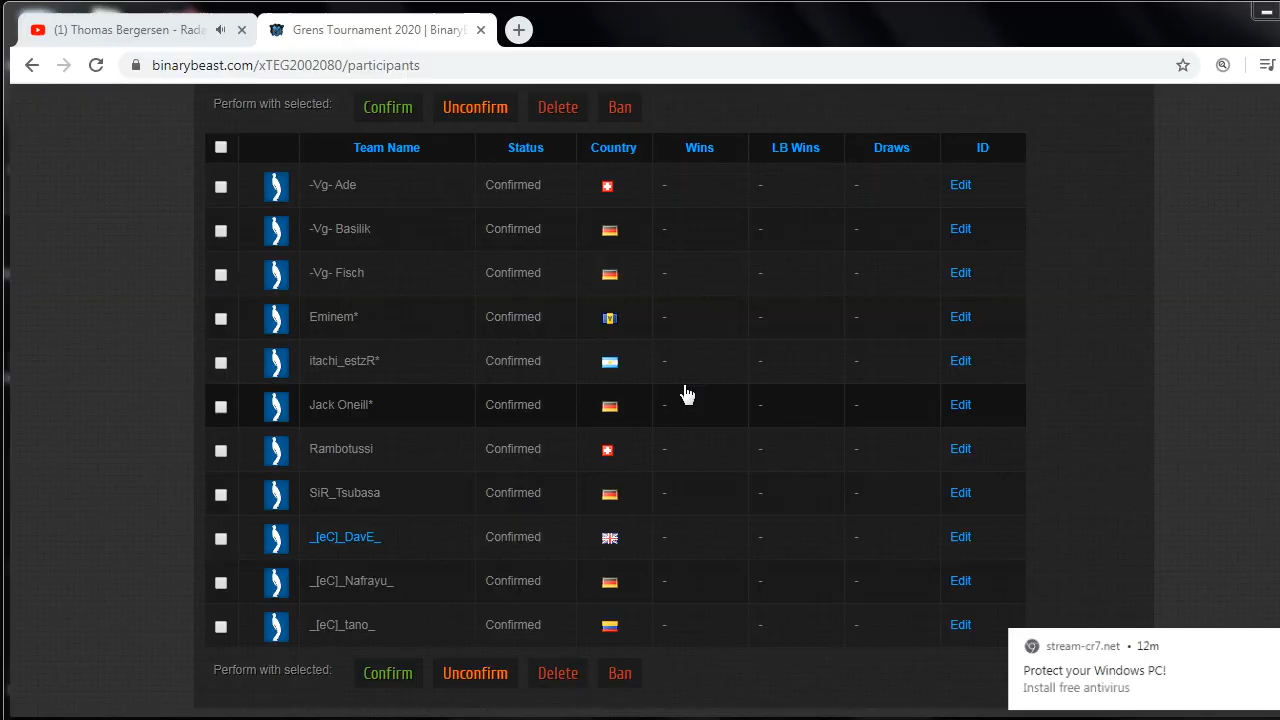 (1) Thomas Bergersen - Rada
Grens Tournament 2020 | BinaryB
binarybeast.com/xTEG2002080/participants
Perform with selected: Confirm Unconfirm Delete Ban
Team Name Status Country Wins LB Wins Draws ID
-Vg- Ade Confirmed - - - Edit
-Vg- Basilik Confirmed - - - Edit
-Vg- Fisch Confirmed - - - Edit
Eminem* Confirmed - - - Edit
itachi_estzR* Confirmed - - - Edit
Jack Oneill* Confirmed - - - Edit
Rambotussi Confirmed - - - Edit
SiR_Tsubasa Confirmed - - - Edit
_[eC]_DavE_ Confirmed - - - Edit
_[eC]_Nafrayu_ Confirmed - - - Edit
_[eC]_tano_ Confirmed - - - Edit
Perform with selected: Confirm Unconfirm Delete Ban
stream-cr7.net • 12m
Protect your Windows PC!
Install free antivirus